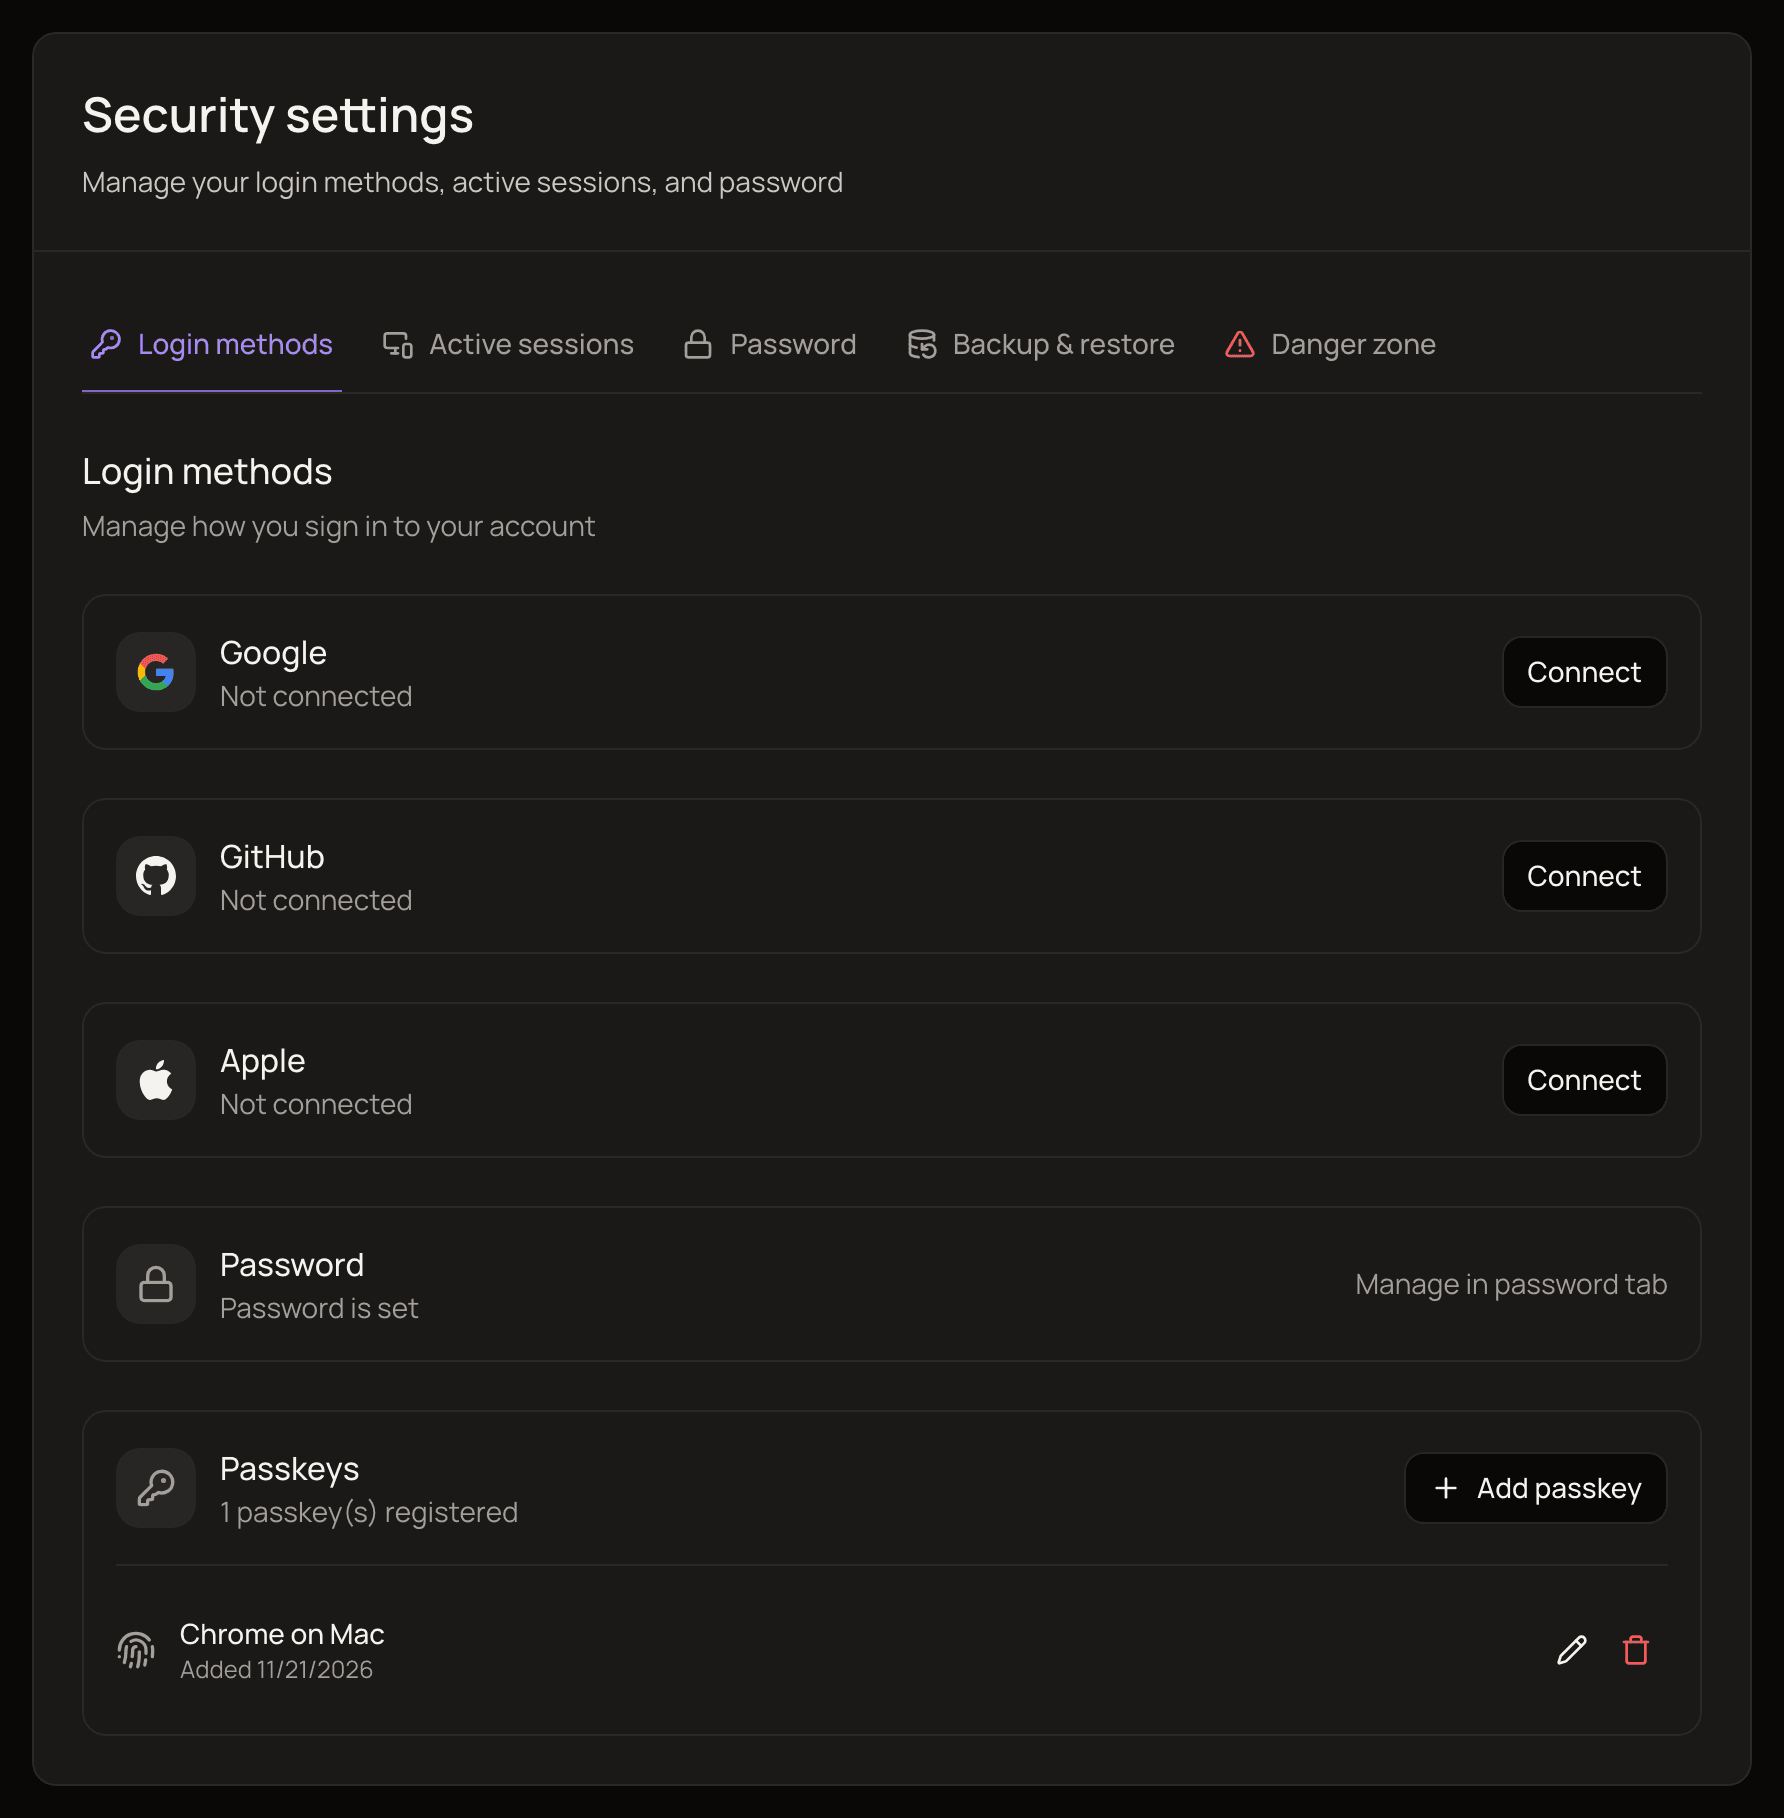 Security settings
Manage your login methods, active sessions, and password
Login methods
Active sessions
Password
Backup & restore
Danger zone
Login methods
Manage how you sign in to your account
Google
Not connected
Connect
GitHub
Not connected
Connect
Apple
Not connected
Connect
Password
Password is set
Manage in password tab
Passkeys
1 passkey(s) registered
Add passkey
Chrome on Mac
Added 11/21/2026